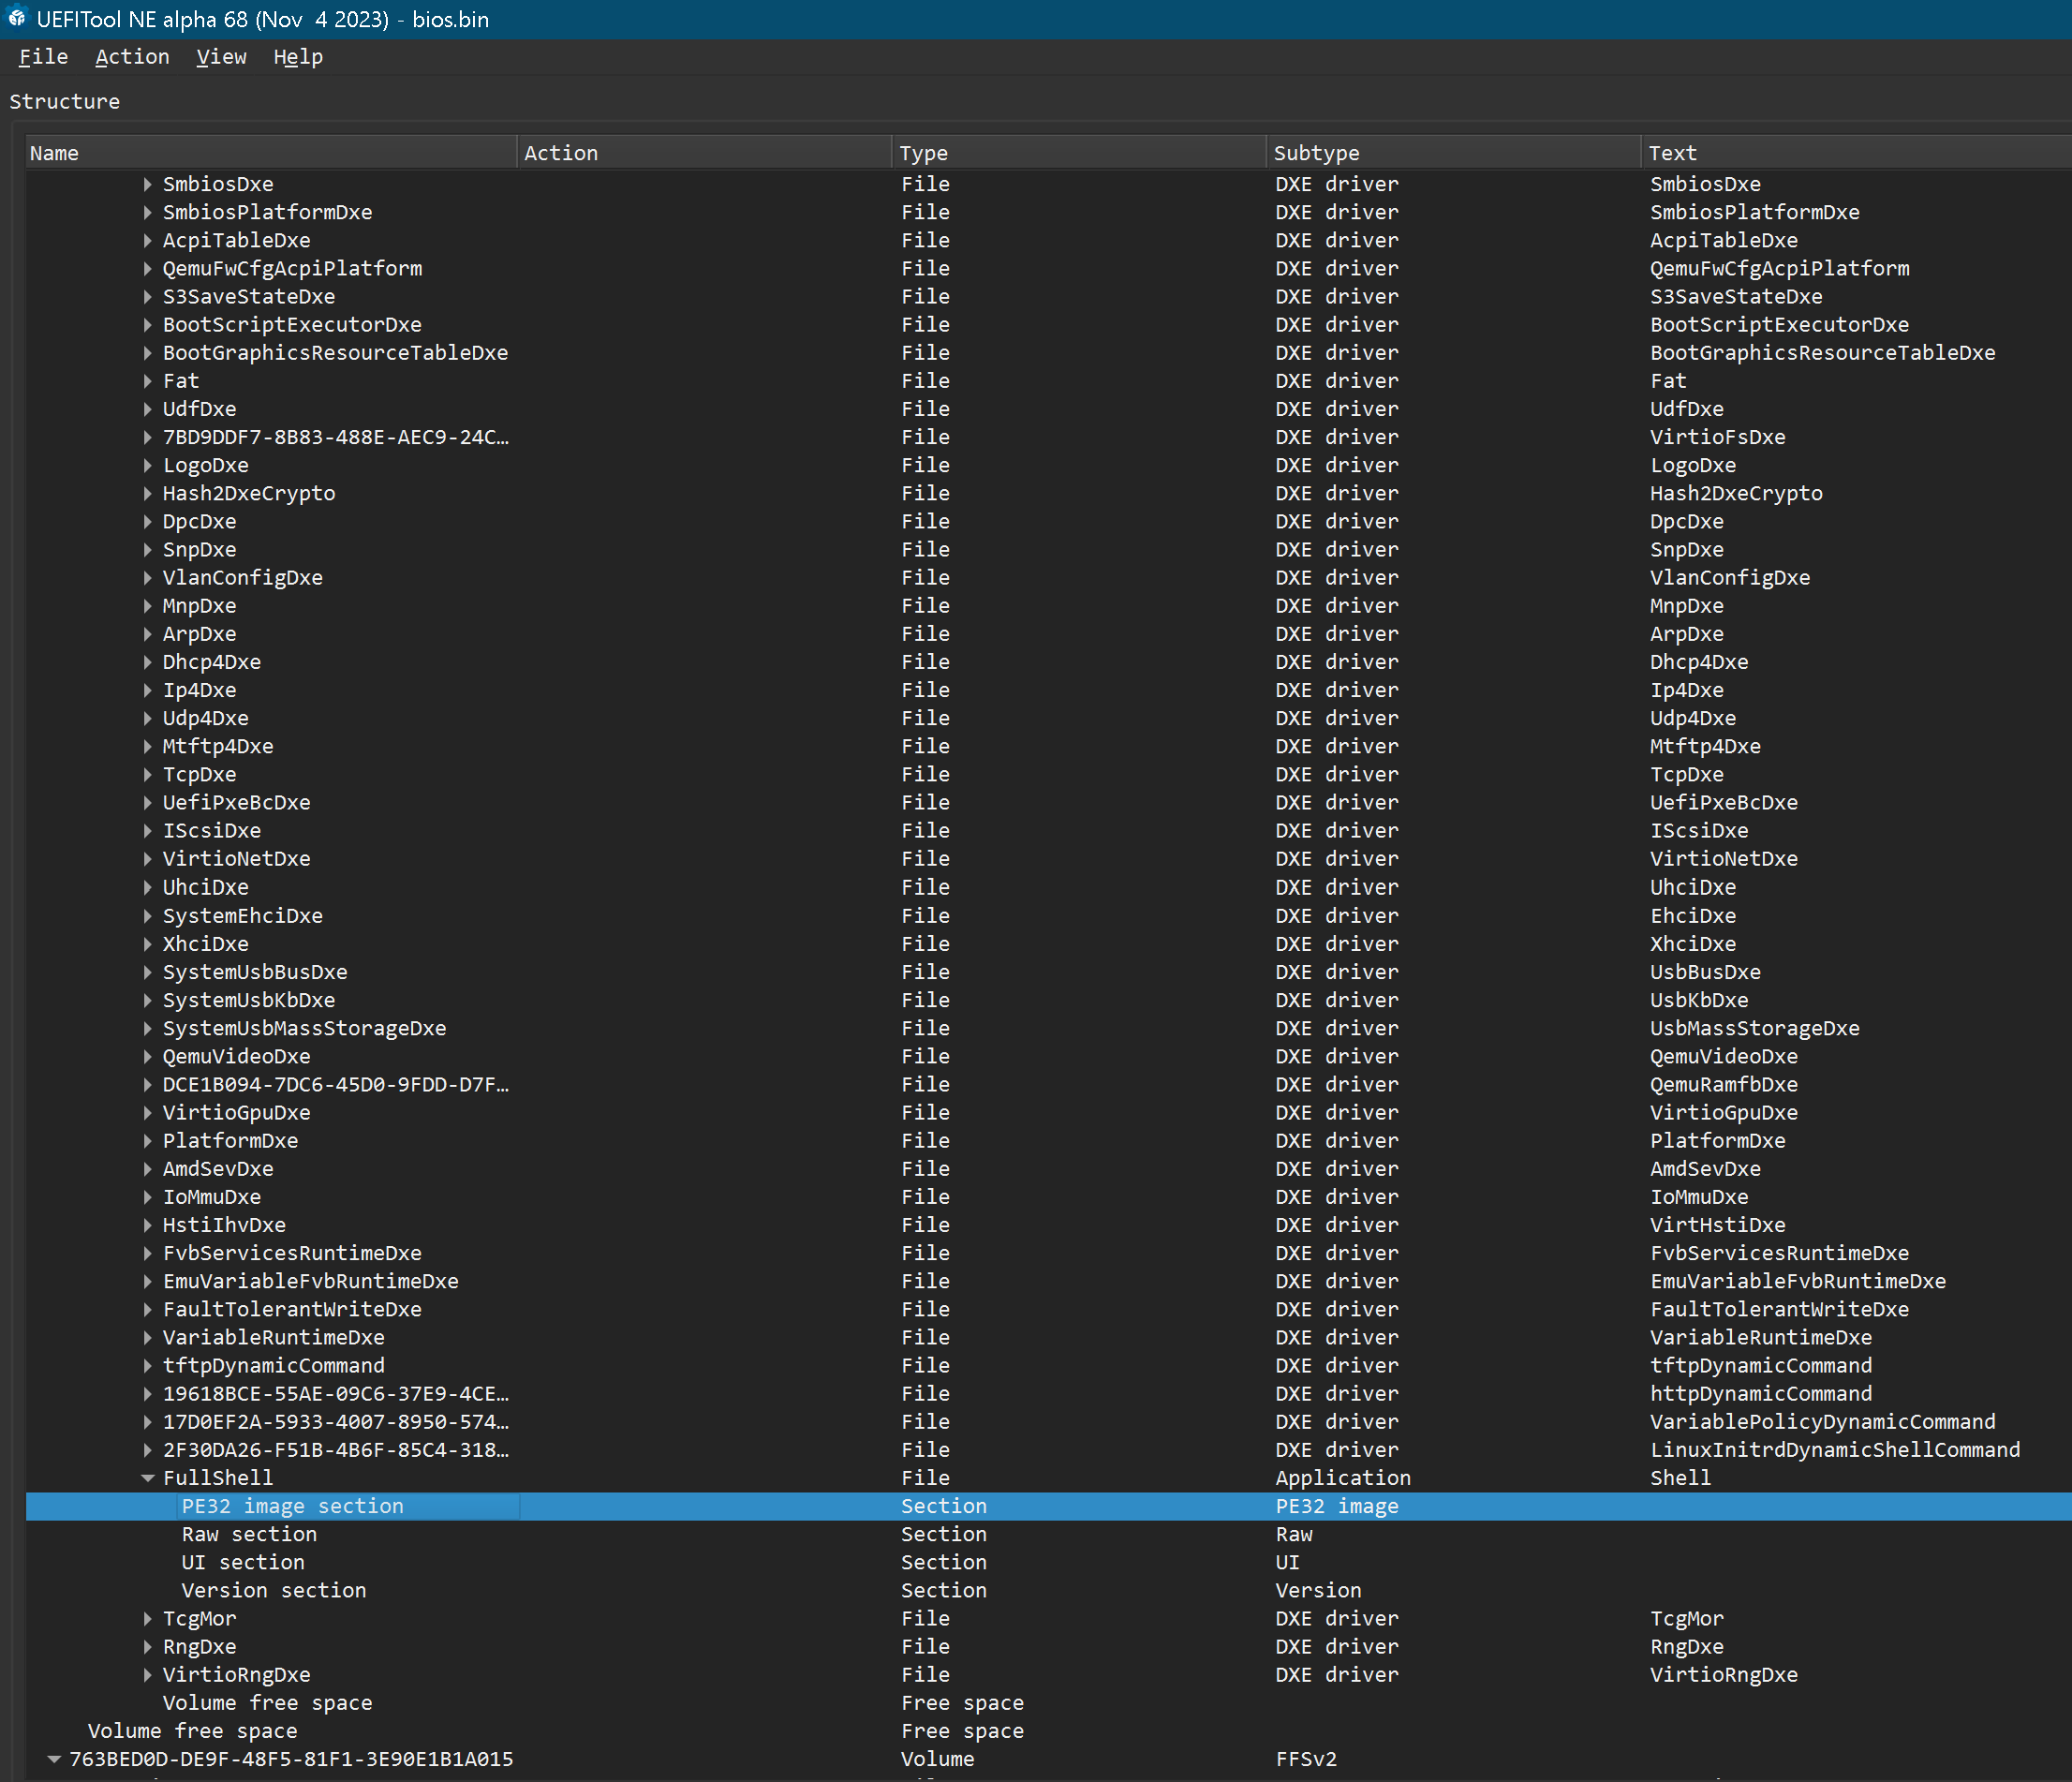 UEFITool NE alpha 68 (Nov  4 2023) - bios.bin
File Action View Help
Structure
Name Action Type Subtype Text
SmbiosDxe File DXE driver SmbiosDxe
SmbiosPlatformDxe File DXE driver SmbiosPlatformDxe
AcpiTableDxe File DXE driver AcpiTableDxe
QemuFwCfgAcpiPlatform File DXE driver QemuFwCfgAcpiPlatform
S3SaveStateDxe File DXE driver S3SaveStateDxe
BootScriptExecutorDxe File DXE driver BootScriptExecutorDxe
BootGraphicsResourceTableDxe File DXE driver BootGraphicsResourceTableDxe
Fat File DXE driver Fat
UdfDxe File DXE driver UdfDxe
7BD9DDF7-8B83-488E-AEC9-24C… File DXE driver VirtioFsDxe
LogoDxe File DXE driver LogoDxe
Hash2DxeCrypto File DXE driver Hash2DxeCrypto
DpcDxe File DXE driver DpcDxe
SnpDxe File DXE driver SnpDxe
VlanConfigDxe File DXE driver VlanConfigDxe
MnpDxe File DXE driver MnpDxe
ArpDxe File DXE driver ArpDxe
Dhcp4Dxe File DXE driver Dhcp4Dxe
Ip4Dxe File DXE driver Ip4Dxe
Udp4Dxe File DXE driver Udp4Dxe
Mtftp4Dxe File DXE driver Mtftp4Dxe
TcpDxe File DXE driver TcpDxe
UefiPxeBcDxe File DXE driver UefiPxeBcDxe
IScsiDxe File DXE driver IScsiDxe
VirtioNetDxe File DXE driver VirtioNetDxe
UhciDxe File DXE driver UhciDxe
SystemEhciDxe File DXE driver EhciDxe
XhciDxe File DXE driver XhciDxe
SystemUsbBusDxe File DXE driver UsbBusDxe
SystemUsbKbDxe File DXE driver UsbKbDxe
SystemUsbMassStorageDxe File DXE driver UsbMassStorageDxe
QemuVideoDxe File DXE driver QemuVideoDxe
DCE1B094-7DC6-45D0-9FDD-D7F… File DXE driver QemuRamfbDxe
VirtioGpuDxe File DXE driver VirtioGpuDxe
PlatformDxe File DXE driver PlatformDxe
AmdSevDxe File DXE driver AmdSevDxe
IoMmuDxe File DXE driver IoMmuDxe
HstiIhvDxe File DXE driver VirtHstiDxe
FvbServicesRuntimeDxe File DXE driver FvbServicesRuntimeDxe
EmuVariableFvbRuntimeDxe File DXE driver EmuVariableFvbRuntimeDxe
FaultTolerantWriteDxe File DXE driver FaultTolerantWriteDxe
VariableRuntimeDxe File DXE driver VariableRuntimeDxe
tftpDynamicCommand File DXE driver tftpDynamicCommand
19618BCE-55AE-09C6-37E9-4CE… File DXE driver httpDynamicCommand
17D0EF2A-5933-4007-8950-574… File DXE driver VariablePolicyDynamicCommand
2F30DA26-F51B-4B6F-85C4-318… File DXE driver LinuxInitrdDynamicShellCommand
FullShell File Application Shell
PE32 image section Section PE32 image
Raw section Section Raw
UI section Section UI
Version section Section Version
TcgMor File DXE driver TcgMor
RngDxe File DXE driver RngDxe
VirtioRngDxe File DXE driver VirtioRngDxe
Volume free space Free space
Volume free space Free space
763BED0D-DE9F-48F5-81F1-3E90E1B1A015 Volume FFSv2